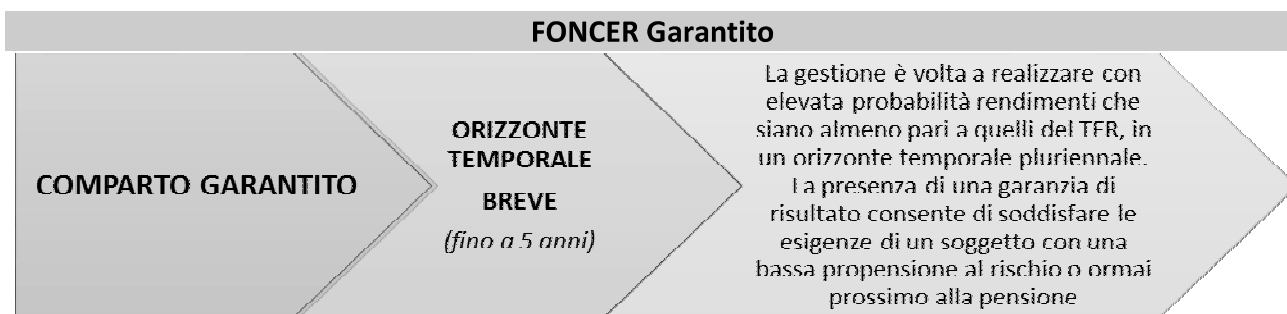 FONCER Garantito
COMPARTO GARANTITO
ORIZZONTE
TEMPORALE
BREVE
(fino a 5 anni)
La gestione è volta a realizzare con
elevata probabilità rendimenti che
siano almeno pari a quelli del TFR, in
un orizzonte temporale pluriennale.
La presenza di una garanzia di
risultato consente di soddisfare le
esigenze di un soggetto con una
bassa propensione al rischio o ormai
prossimo alla pensione